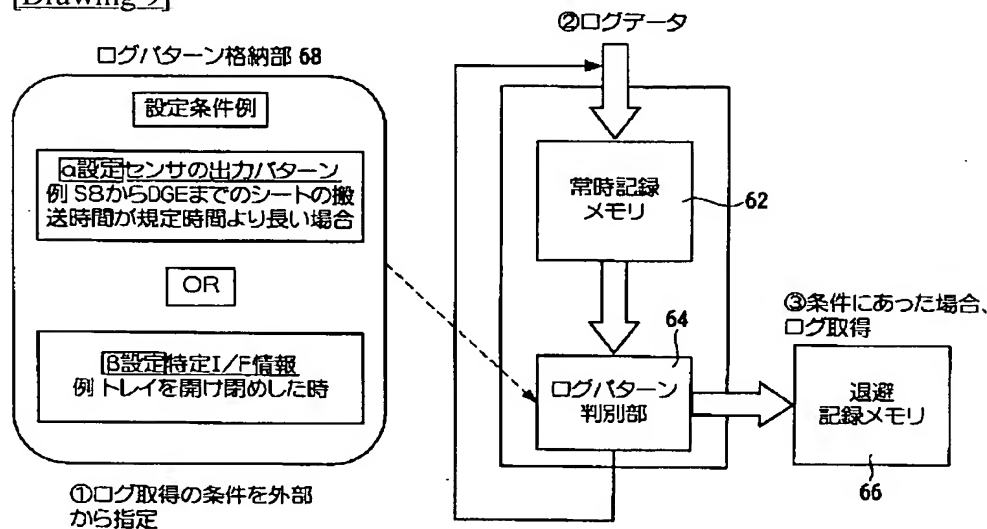 [Drawing 9]
②ログデータ
ログパターン格納部 68
設定条件例
α設定センサの出力パターン
例 S8からDGEまでのシートの搬
送時間が規定時間より長い場合
OR
B設定特定I/F情報
例 トレイを開け閉めした時
①ログ取得の条件を外部
から指定
常時記録
メモリ
62
64
ログパターン
判別部
③条件にあった場合、
ログ取得
退避
記録メモリ
66